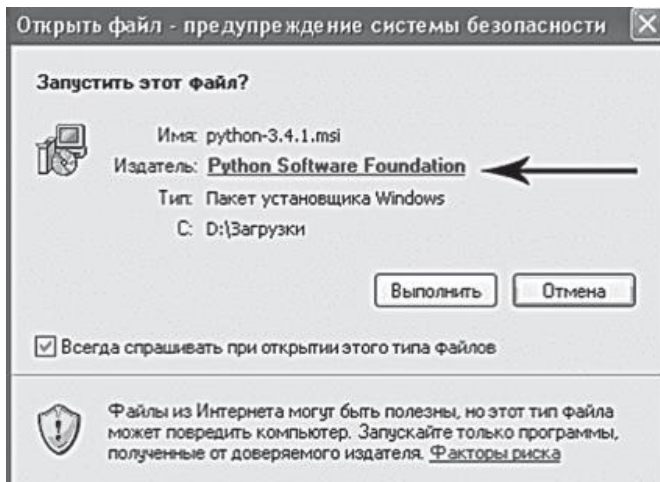 Открыть файл - предупреждение системы безопасности
Запустить этот файл?
Имя: python-3.4.1.msi
Издатель: Python Software Foundation
Тип: Пакет установщика Windows
С: D:\Загрузки
Выполнить Отмена
Всегда спрашивать при открытии этого типа файлов
Файлы из Интернета могут быть полезны, но этот тип файла
может повредить компьютер. Запускайте только программы,
полученные от доверяемого издателя. Факторы риска